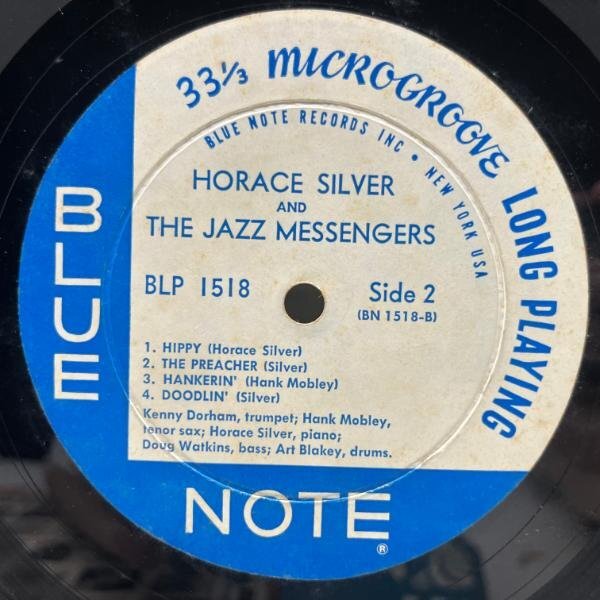 33⅓ MICROGROOVE LONG PLAYING
BLUE NOTE RECORDS INC • NEW YORK USA
HORACE SILVER
AND
THE JAZZ MESSENGERS
BLP 1518 Side 2
(BN 1518-B)
1. HIPPY (Horace Silver)
2. THE PREACHER (Silver)
3. HANKERIN' (Hank Mobley)
4. DOODLIN' (Silver)
Kenny Dorham, trumpet; Hank Mobley,
tenor sax; Horace Silver, piano;
Doug Watkins, bass; Art Blakey, drums.
BLUE
NOTE
®